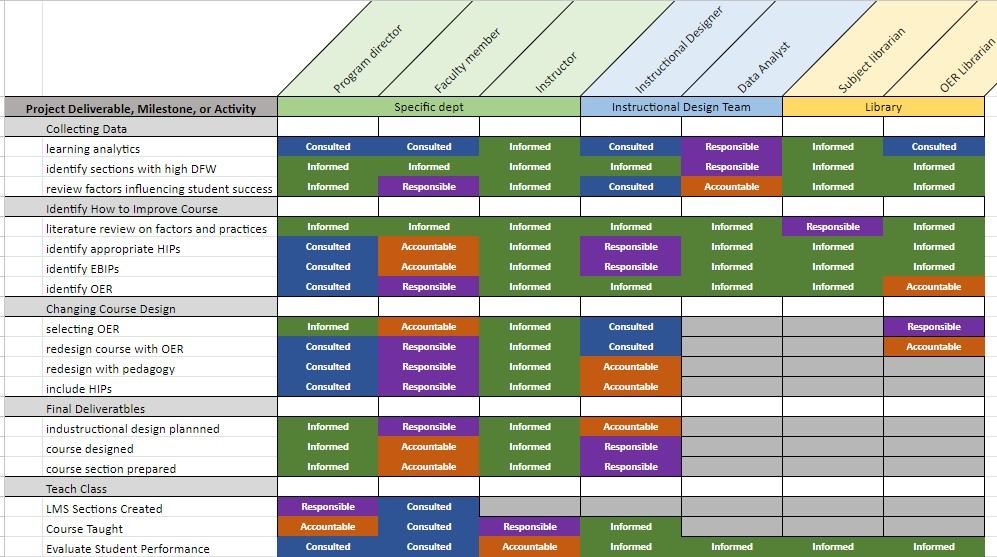 Program director Faculty member Instructor Instructional Designer Data Analyst Subject librarian OER Librarian
Project Deliverable, Milestone, or Activity Specific dept Instructional Design Team Library
Collecting Data
learning analytics Consulted Consulted Informed Consulted Responsible Informed Consulted
identify sections with high DFW Informed Informed Informed Informed Responsible Informed Informed
review factors influencing student success Informed Responsible Informed Consulted Accountable Informed Informed
Identify How to Improve Course
literature review on factors and practices Informed Informed Informed Informed Informed Responsible Informed
identify appropriate HIPs Consulted Accountable Informed Responsible Informed Informed Informed
identify EBIPs Consulted Accountable Informed Responsible Informed Informed Informed
identify OER Consulted Responsible Informed Informed Informed Informed Accountable
Changing Course Design
selecting OER Informed Accountable Informed Consulted Responsible
redesign course with OER Consulted Responsible Informed Consulted Accountable
redesign with pedagogy Consulted Responsible Informed Accountable
include HIPs Consulted Responsible Informed Accountable
Final Deliveratbles
industructional design plannned Informed Responsible Informed Accountable
course designed Informed Accountable Informed Responsible
course section prepared Informed Accountable Informed Responsible
Teach Class
LMS Sections Created Responsible Consulted
Course Taught Accountable Consulted Responsible Informed
Evaluate Student Performance Consulted Consulted Accountable Informed Informed Informed Informed